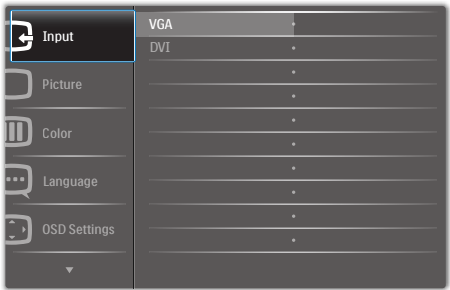 Input
VGA
DVI
Picture
Color
Language
OSD Settings